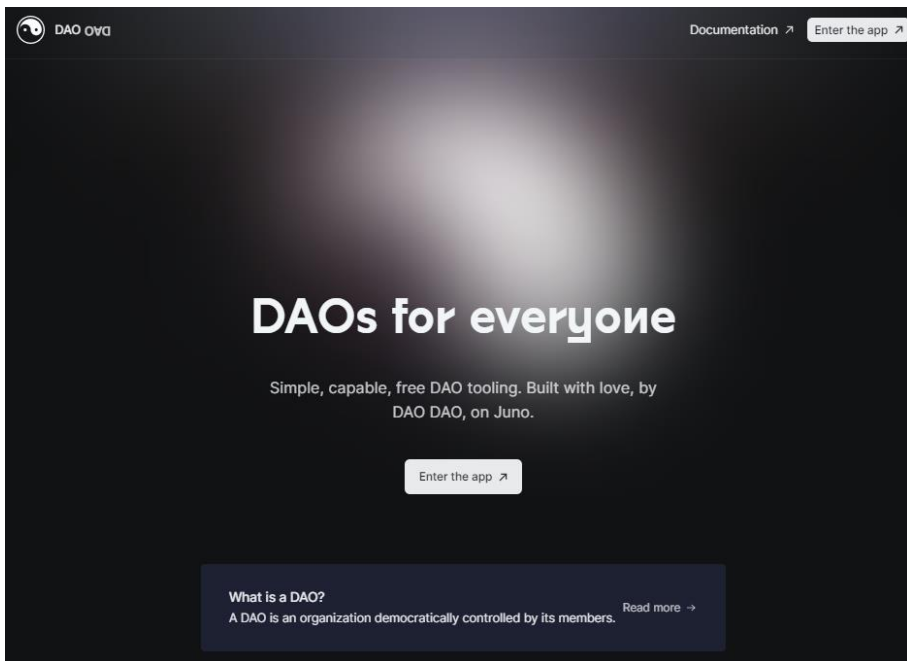 DAO DAO
Documentation ↗
Enter the app ↗
DAOs for everyone
Simple, capable, free DAO tooling. Built with love, by
DAO DAO, on Juno.
Enter the app ↗
What is a DAO?
A DAO is an organization democratically controlled by its members.
Read more →